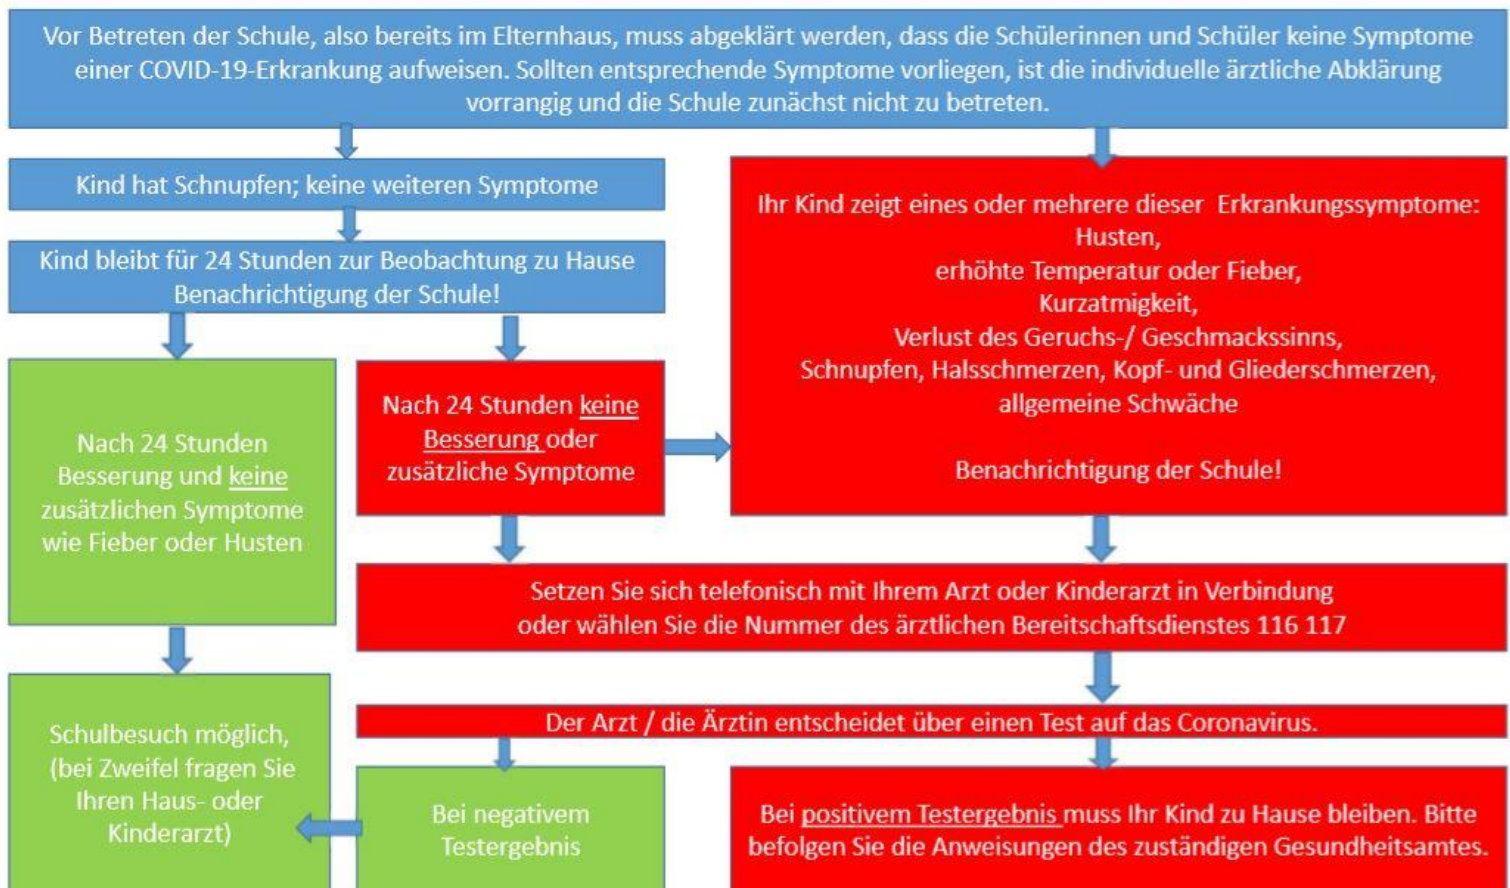 Vor Betreten der Schule, also bereits im Elternhaus, muss abgeklärt werden, dass die Schülerinnen und Schüler keine Symptome
einer COVID-19-Erkrankung aufweisen. Sollten entsprechende Symptome vorliegen, ist die individuelle ärztliche Abklärung
vorrangig und die Schule zunächst nicht zu betreten.
Kind hat Schnupfen; keine weiteren Symptome
Kind bleibt für 24 Stunden zur Beobachtung zu Hause
Benachrichtigung der Schule!
Nach 24 Stunden
Besserung und keine
zusätzlichen Symptome
wie Fieber oder Husten
Nach 24 Stunden keine
Besserung oder
zusätzliche Symptome
Ihr Kind zeigt eines oder mehrere dieser Erkrankungssymptome:
Husten,
erhöhte Temperatur oder Fieber,
Kurzatmigkeit,
Verlust des Geruchs-/ Geschmackssinns,
Schnupfen, Halsschmerzen, Kopf- und Gliederschmerzen,
allgemeine Schwäche
Benachrichtigung der Schule!
Setzen Sie sich telefonisch mit Ihrem Arzt oder Kinderarzt in Verbindung
oder wählen Sie die Nummer des ärztlichen Bereitschaftsdienstes 116 117
Der Arzt / die Ärztin entscheidet über einen Test auf das Coronavirus.
Schulbesuch möglich,
(bei Zweifel fragen Sie
Ihren Haus- oder
Kinderarzt)
Bei negativem
Testergebnis
Bei positivem Testergebnis muss Ihr Kind zu Hause bleiben. Bitte
befolgen Sie die Anweisungen des zuständigen Gesundheitsamtes.